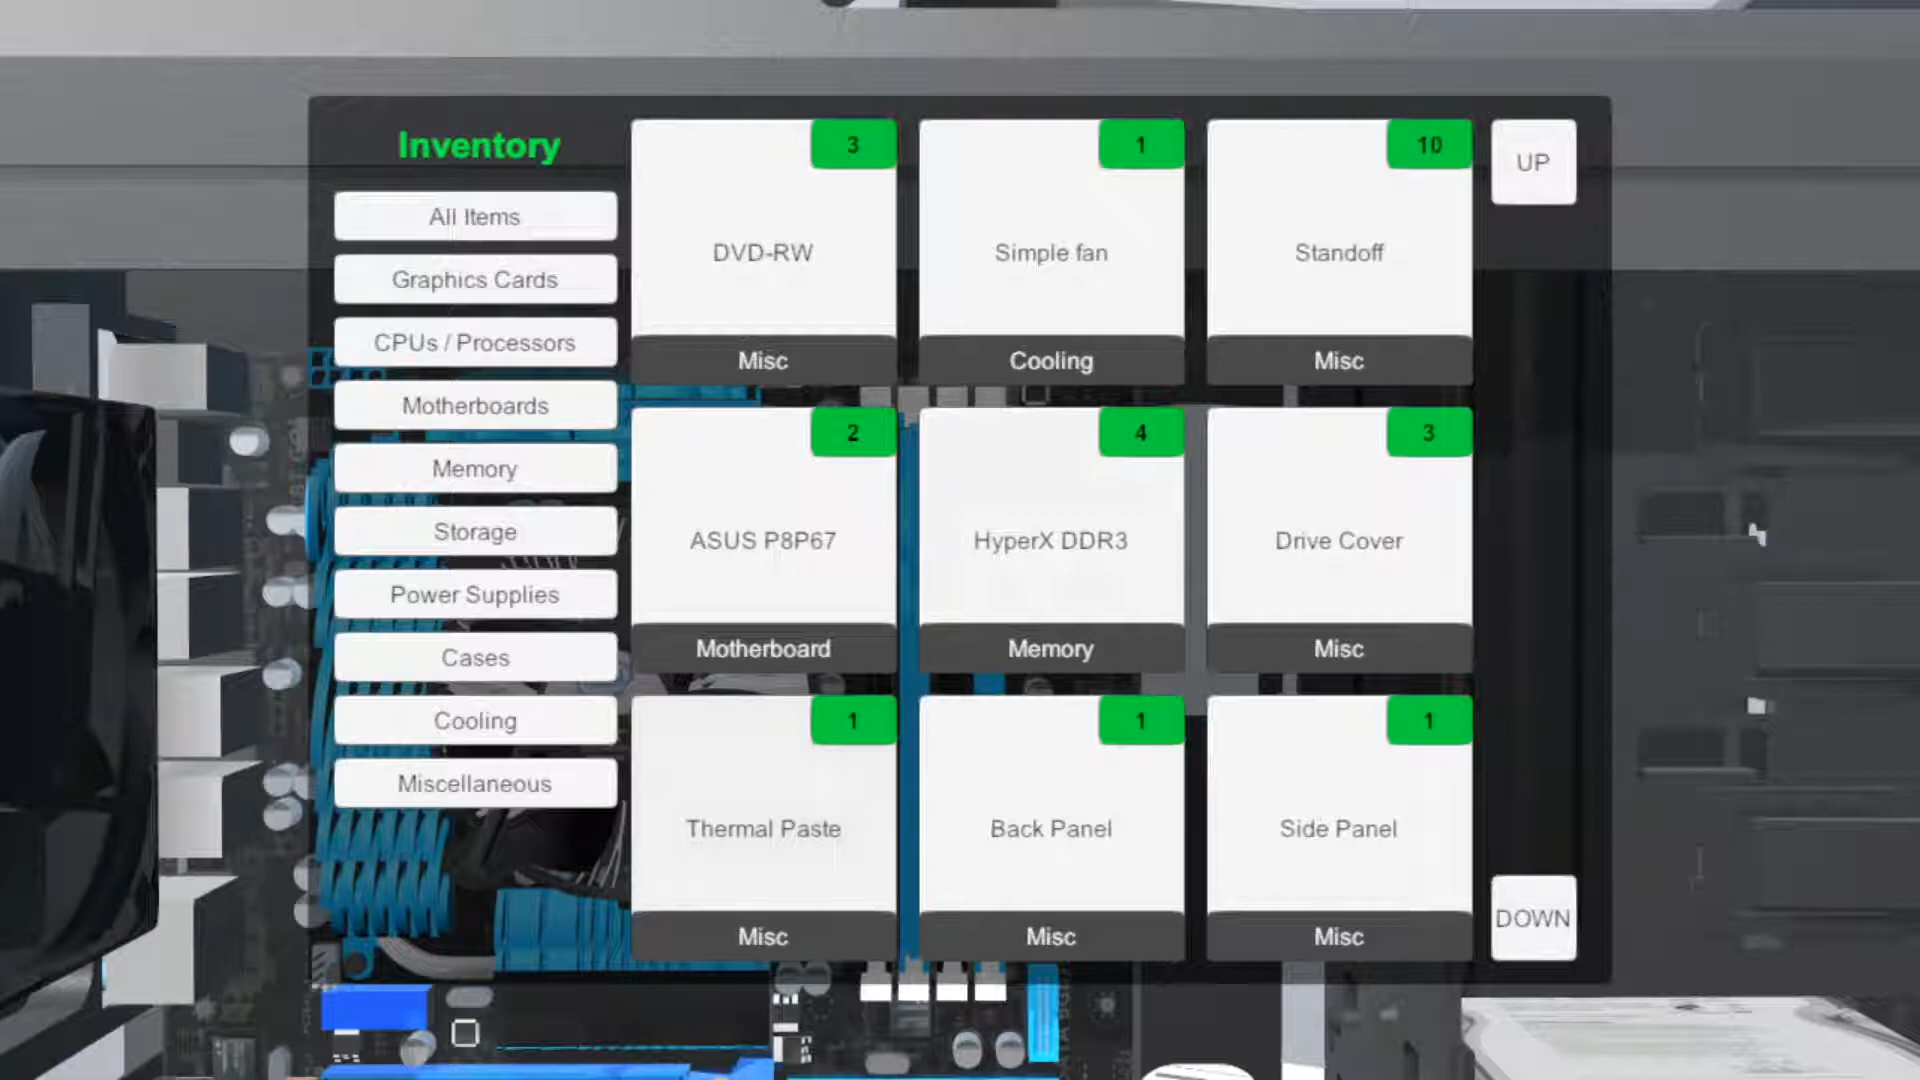 Inventory
All Items
Graphics Cards
CPUs / Processors
Motherboards
Memory
Storage
Power Supplies
Cases
Cooling
Miscellaneous
3
DVD-RW
Misc
1
Simple fan
Cooling
10
Standoff
Misc
2
ASUS P8P67
Motherboard
4
HyperX DDR3
Memory
3
Drive Cover
Misc
1
Thermal Paste
Misc
1
Back Panel
Misc
1
Side Panel
Misc
UP
DOWN